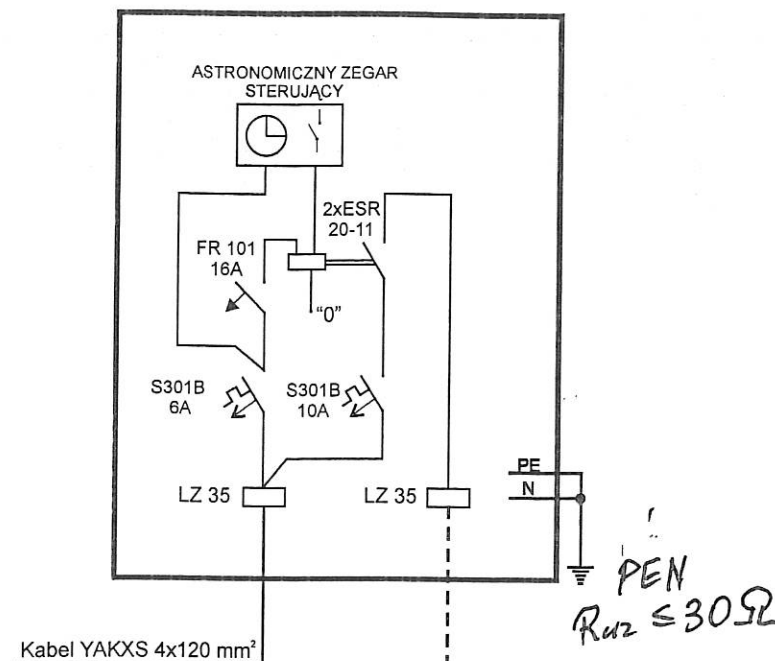 ASTRONOMICZNY ZEGAR
STERUJĄCY
2xESR
20-11
FR 101
16A
"0"
S301B
6A
S301B
10A
LZ 35
LZ 35
PE
N
PEN
Ruz ≤ 30Ω
Kabel YAKXS 4x120 mm²